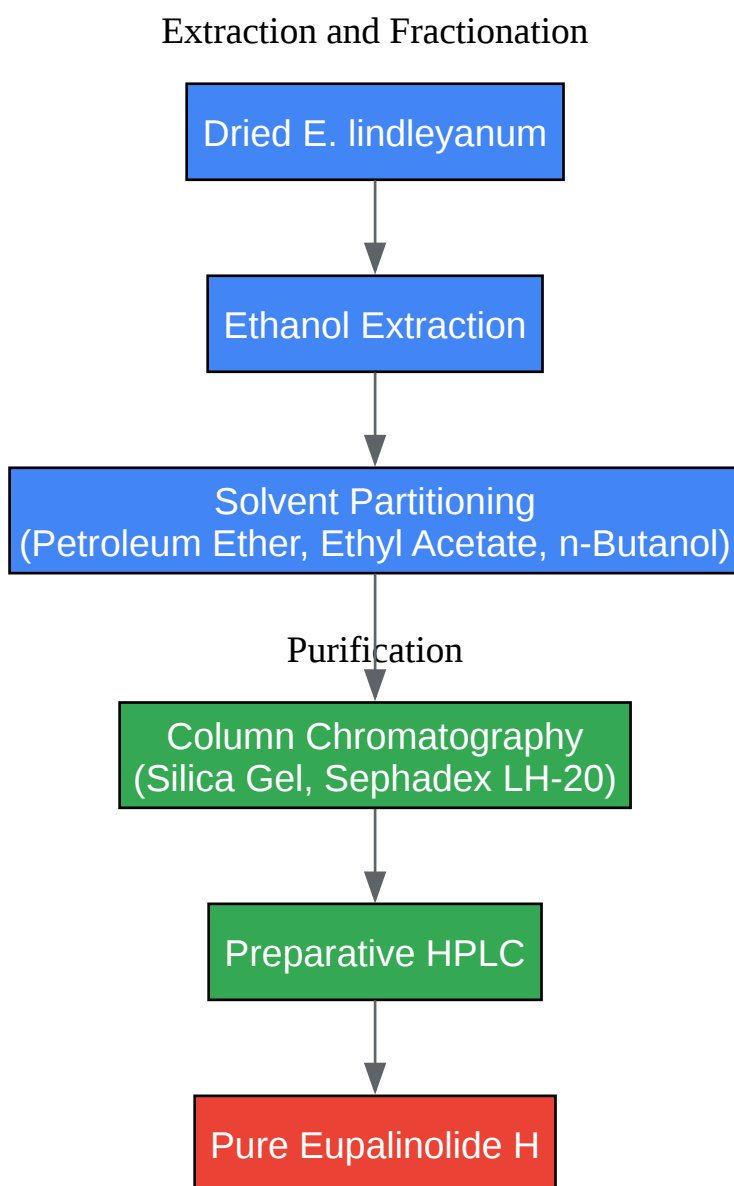 Extraction and Fractionation
Dried E. lindleyanum
Ethanol Extraction
Solvent Partitioning
(Petroleum Ether, Ethyl Acetate, n-Butanol)
Purification
Column Chromatography
(Silica Gel, Sephadex LH-20)
Preparative HPLC
Pure Eupalinolide H